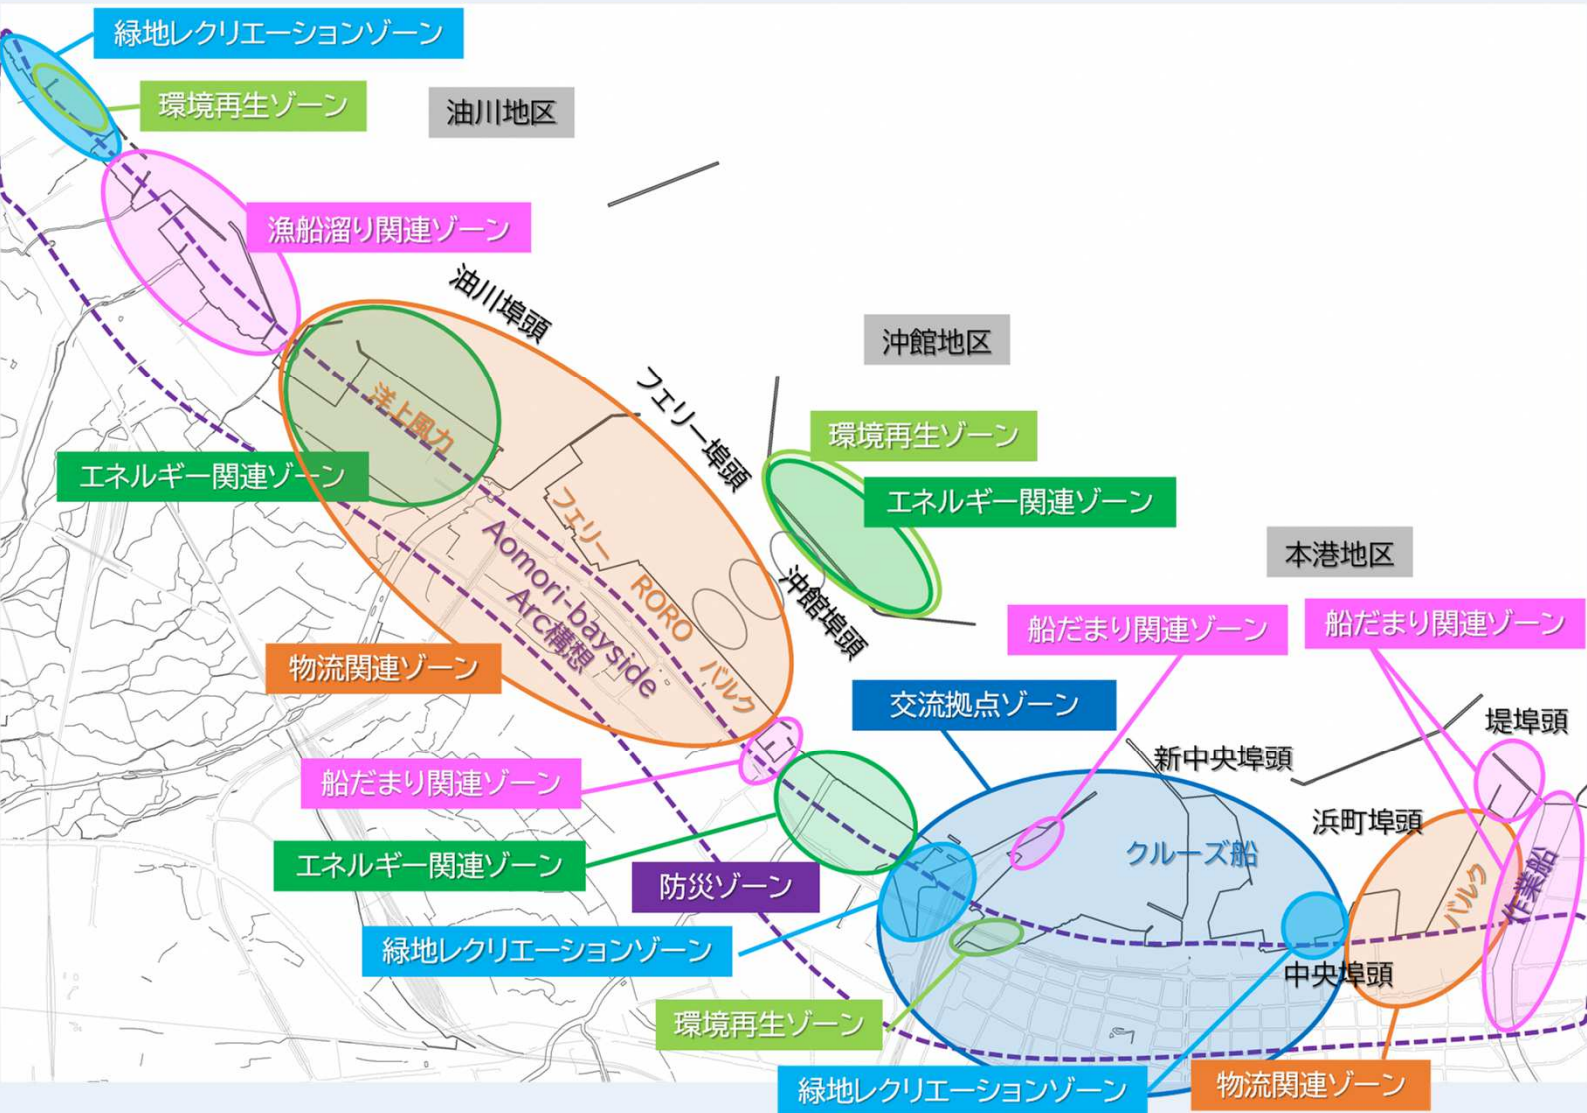 緑地レクリエーションゾーン
環境再生ゾーン
油川地区
漁船溜り関連ゾーン
油川埠頭
沖館地区
フェリー埠頭
洋上風力
環境再生ゾーン
エネルギー関連ゾーン
エネルギー関連ゾーン
フェリー
Aomori-bayside
Arc構想
RORO
バルク
沖館埠頭
本港地区
船だまり関連ゾーン
船だまり関連ゾーン
物流関連ゾーン
交流拠点ゾーン
堤埠頭
新中央埠頭
船だまり関連ゾーン
浜町埠頭
クルーズ船
エネルギー関連ゾーン
防災ゾーン
バルク
作業船
緑地レクリエーションゾーン
中央埠頭
環境再生ゾーン
緑地レクリエーションゾーン
物流関連ゾーン